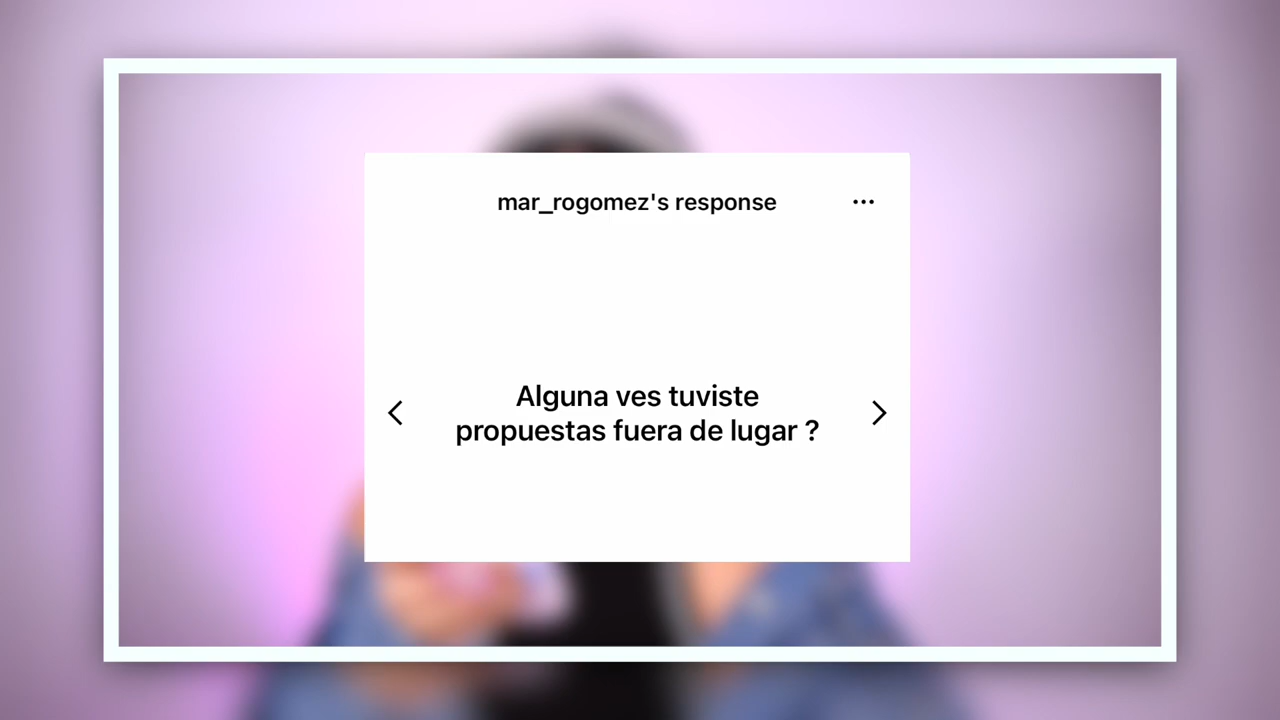 mar_rogomez's response
Alguna ves tuviste
propuestas fuera de lugar ?